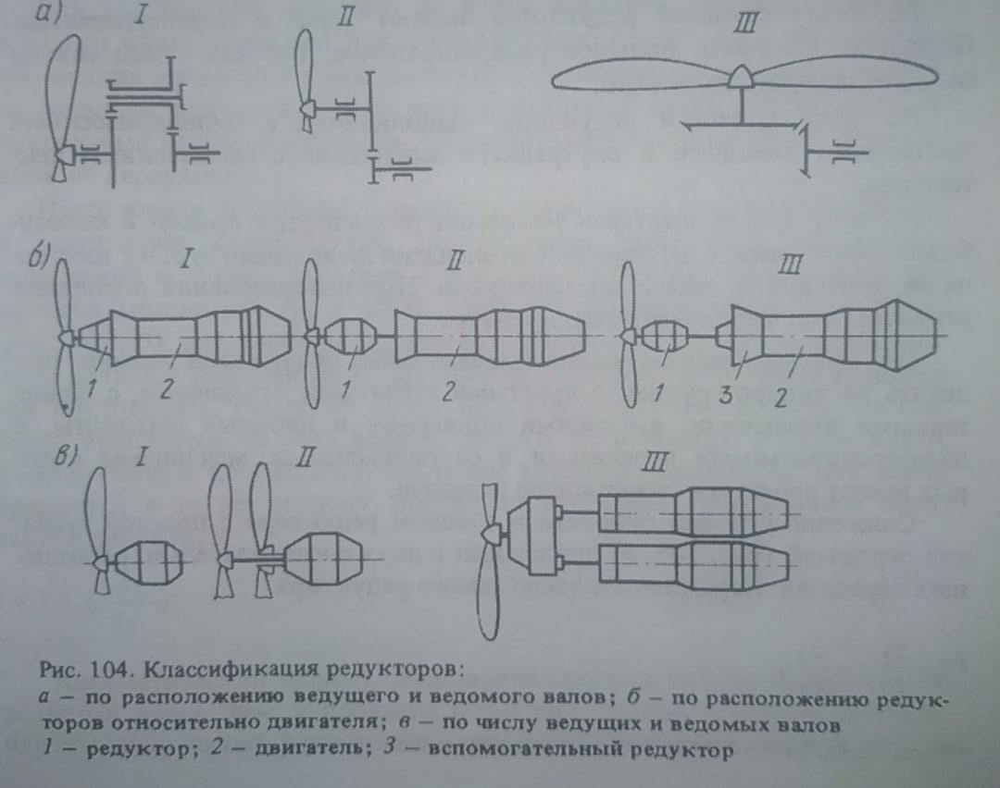 а) I II III
б) I II III
1 2 1 2 1 3 2
в) I II III
Рис. 104. Классификация редукторов:
а – по расположению ведущего и ведомого валов; б – по расположению редук-
торов относительно двигателя; в – по числу ведущих и ведомых валов
1 – редуктор; 2 – двигатель; 3 – вспомогательный редуктор